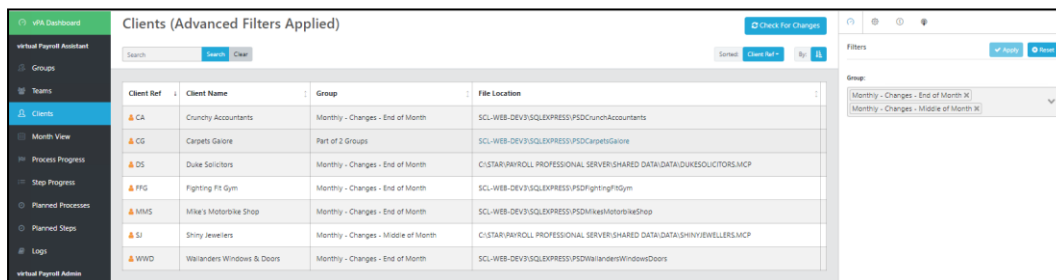 vPA Dashboard
virtual Payroll Assistant
Groups
Teams
Clients
Month View
Process Progress
Step Progress
Planned Processes
Planned Steps
Logs
virtual Payroll Admin
Clients (Advanced Filters Applied)
Check For Changes
Search Search Clear
Sorted: Client Ref By:
Client Ref Client Name Group File Location
CA Crunchy Accountants Monthly - Changes - End of Month SCL-WEB-DEV3\SQLEXPRESS\PSDCrunchAccountants
CG Carpets Galore Part of 2 Groups SCL-WEB-DEV3\SQLEXPRESS\PSDCarpetsGalore
DS Duke Solicitors Monthly - Changes - End of Month C:\STAR\PAYROLL PROFESSIONAL SERVER\SHARED DATA\DATA\DUKESOLICITORS.MCP
FFG Fighting Fit Gym Monthly - Changes - End of Month SCL-WEB-DEV3\SQLEXPRESS\PSDFightingFitGym
MMS Mike's Motorbike Shop Monthly - Changes - End of Month SCL-WEB-DEV3\SQLEXPRESS\PSDMikesMotorbikeShop
SJ Shiny Jewellers Monthly - Changes - Middle of Month C:\STAR\PAYROLL PROFESSIONAL SERVER\SHARED DATA\DATA\SHINYJEWELLERS.MCP
WWD Wallanders Windows & Doors Monthly - Changes - End of Month SCL-WEB-DEV3\SQLEXPRESS\PSDWallandersWindowsDoors
Filters
Apply Reset
Group:
Monthly - Changes - End of Month X
Monthly - Changes - Middle of Month X